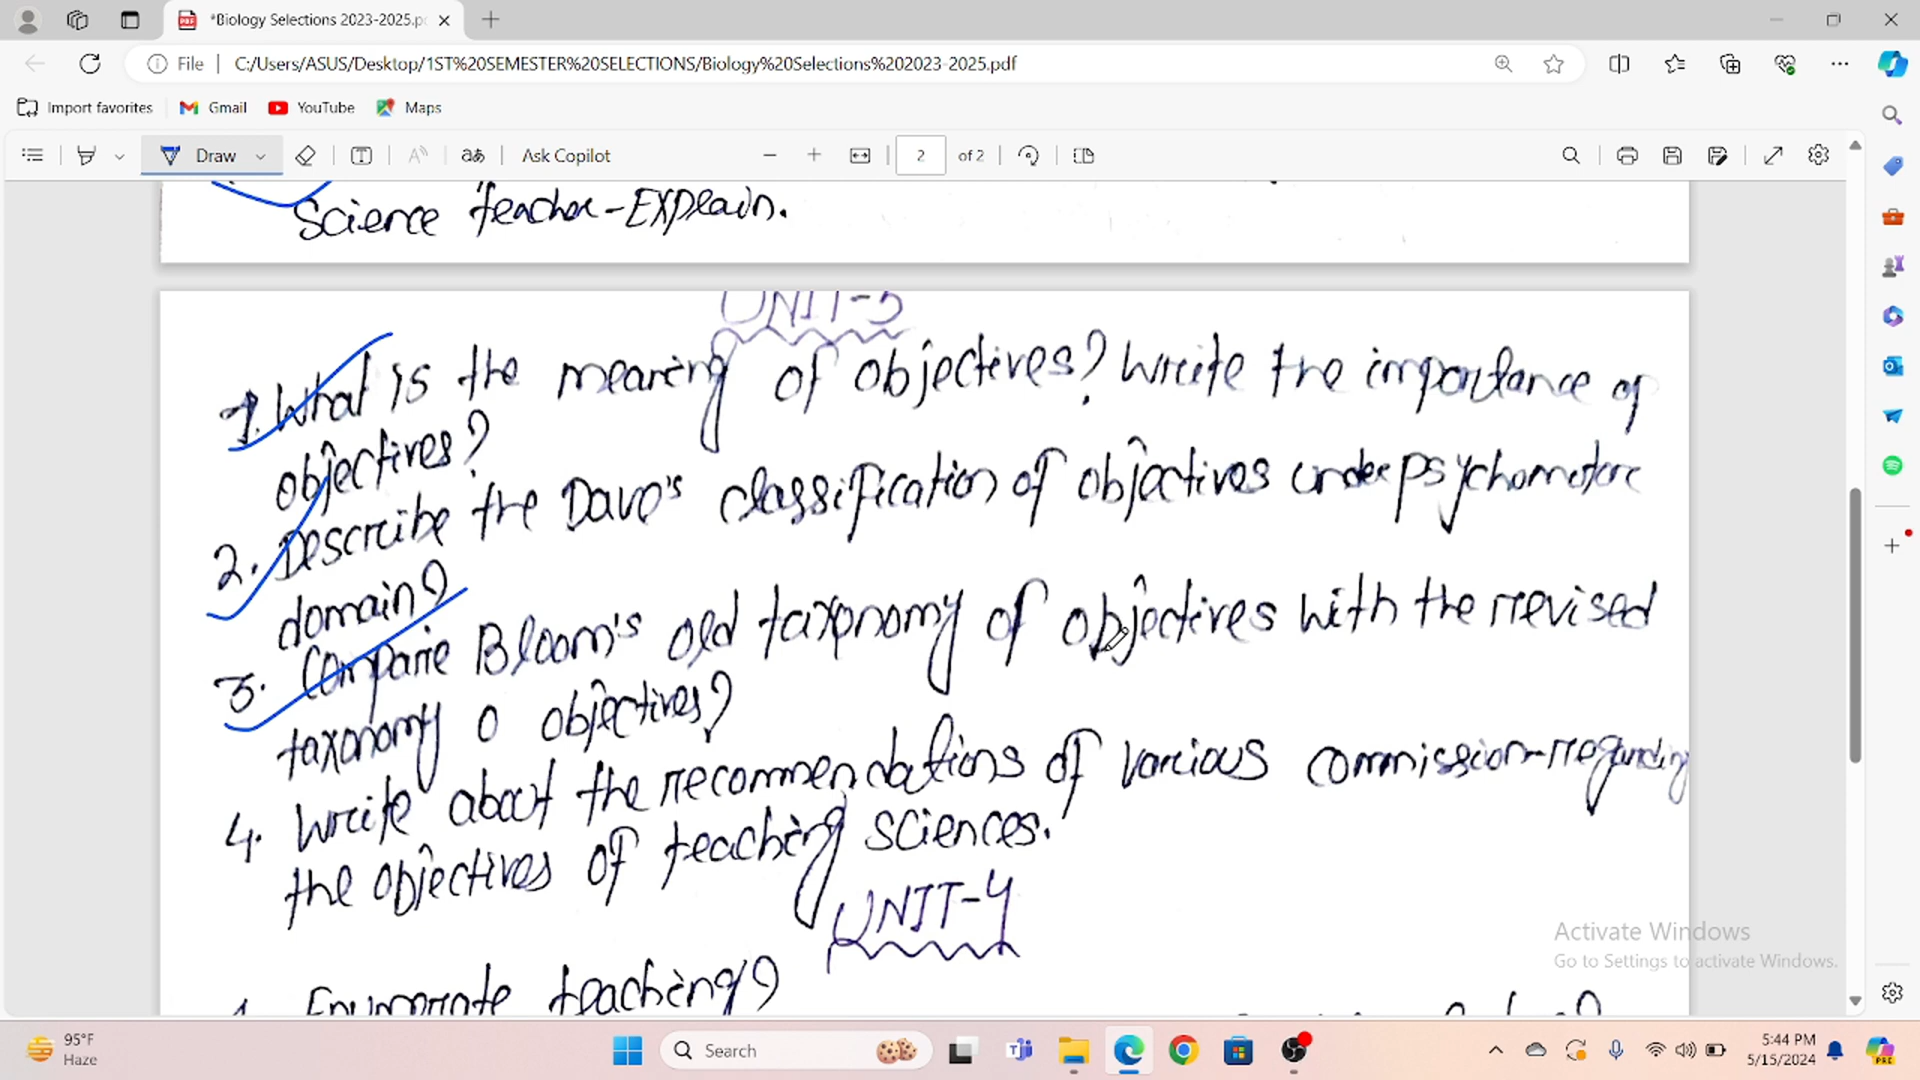 *Biology Selections 2023-2025.p
File | C:/Users/ASUS/Desktop/1ST%20SEMESTER%20SELECTIONS/Biology%20Selections%202023-2025.pdf
Import favorites Gmail YouTube Maps
Draw Ask Copilot 2 of 2
Science teacher-Explain.
UNIT-3
1. What is the meaning of objectives? Write the importance of
objectives?
2. Describe the Dave's classification of objectives under psychomotore
domain?
3. Comparie Bloom's old taxonomy of objectives with the revised
taxonomy o objectives?
4. Write about the recommendations of various commission-regarding
the objectives of teaching sciences.
UNIT-4
1. Enumorate teaching?
Activate Windows
Go to Settings to activate Windows.
95°F
Haze
Search
5:44 PM
5/15/2024